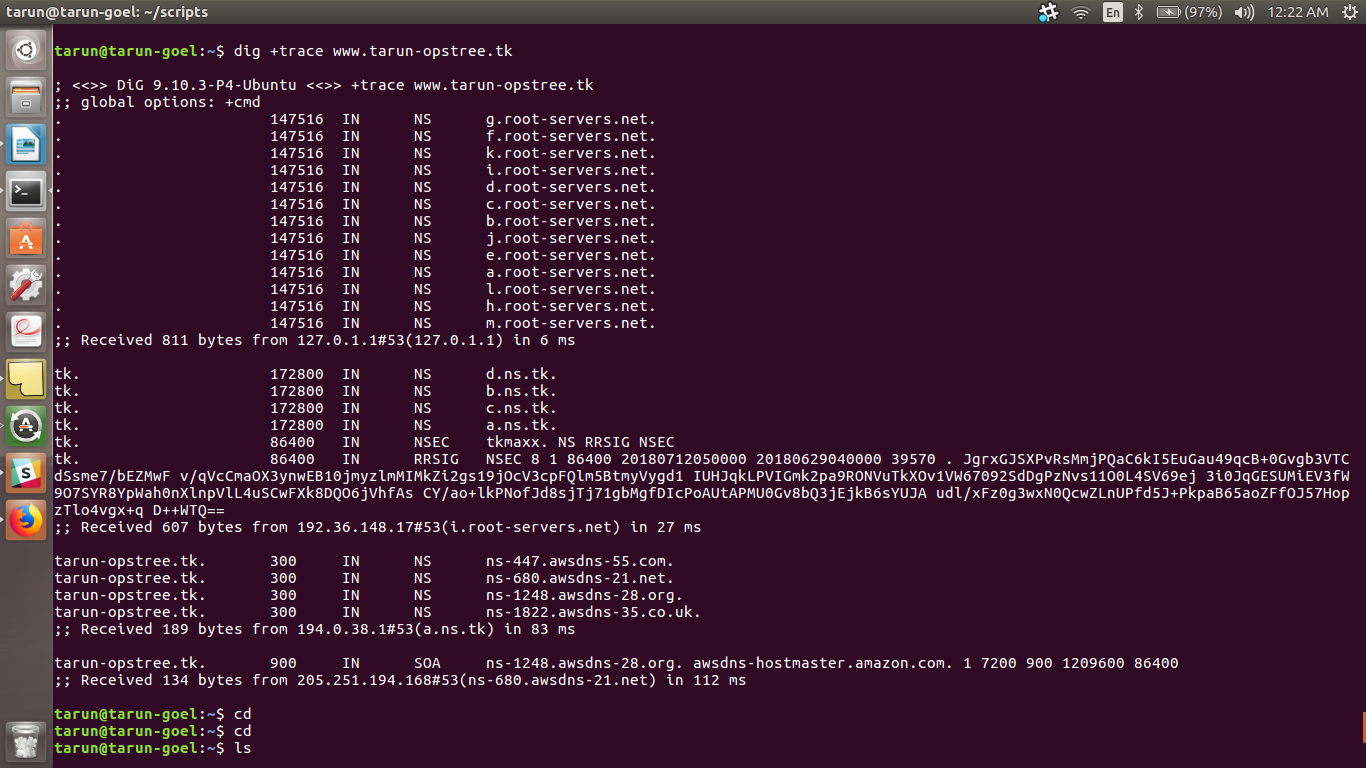 tarun@tarun-goel: ~/scripts
En (97%) 12:22 AM
tarun@tarun-goel:~$ dig +trace www.tarun-opstree.tk
; <<>> DiG 9.10.3-P4-Ubuntu <<>> +trace www.tarun-opstree.tk
;; global options: +cmd
. 147516 IN NS g.root-servers.net.
. 147516 IN NS f.root-servers.net.
. 147516 IN NS k.root-servers.net.
. 147516 IN NS i.root-servers.net.
. 147516 IN NS d.root-servers.net.
. 147516 IN NS c.root-servers.net.
. 147516 IN NS b.root-servers.net.
. 147516 IN NS j.root-servers.net.
. 147516 IN NS e.root-servers.net.
. 147516 IN NS a.root-servers.net.
. 147516 IN NS l.root-servers.net.
. 147516 IN NS h.root-servers.net.
. 147516 IN NS m.root-servers.net.
;; Received 811 bytes from 127.0.1.1#53(127.0.1.1) in 6 ms
tk. 172800 IN NS d.ns.tk.
tk. 172800 IN NS b.ns.tk.
tk. 172800 IN NS c.ns.tk.
tk. 172800 IN NS a.ns.tk.
tk. 86400 IN NSEC tkmaxx. NS RRSIG NSEC
tk. 86400 IN RRSIG NSEC 8 1 86400 20180712050000 20180629040000 39570 . JgrxGJSXPvRsMmjPQaC6kI5EuGau49qcB+0Gvgb3VTC
dSsme7/bEZMwF v/qVcCmaOX3ynwEB10jmyzlmMIMkZi2gs19jOcV3cpFQlm5BtmyVygd1 IUHJqkLPVIGmk2pa9RONVuTkXOv1VW67092SdDgPzNvs11O0L4SV69ej 3i0JqGESUMiEV3fW
9O7SYR8YpWah0nXlnpVlL4uSCwFXk8DQO6jVhfAs CY/ao+lkPNofJd8sjTj71gbMgfDIcPoAUtAPMU0Gv8bQ3jEjkB6sYUJA udl/xFz0g3wxN0QcwZLnUPfd5J+PkpaB65aoZFfOJ57Hop
zTlo4vgx+q D++WTQ==
;; Received 607 bytes from 192.36.148.17#53(i.root-servers.net) in 27 ms
tarun-opstree.tk. 300 IN NS ns-447.awsdns-55.com.
tarun-opstree.tk. 300 IN NS ns-680.awsdns-21.net.
tarun-opstree.tk. 300 IN NS ns-1248.awsdns-28.org.
tarun-opstree.tk. 300 IN NS ns-1822.awsdns-35.co.uk.
;; Received 189 bytes from 194.0.38.1#53(a.ns.tk) in 83 ms
tarun-opstree.tk. 900 IN SOA ns-1248.awsdns-28.org. awsdns-hostmaster.amazon.com. 1 7200 900 1209600 86400
;; Received 134 bytes from 205.251.194.168#53(ns-680.awsdns-21.net) in 112 ms
tarun@tarun-goel:~$ cd
tarun@tarun-goel:~$ cd
tarun@tarun-goel:~$ ls